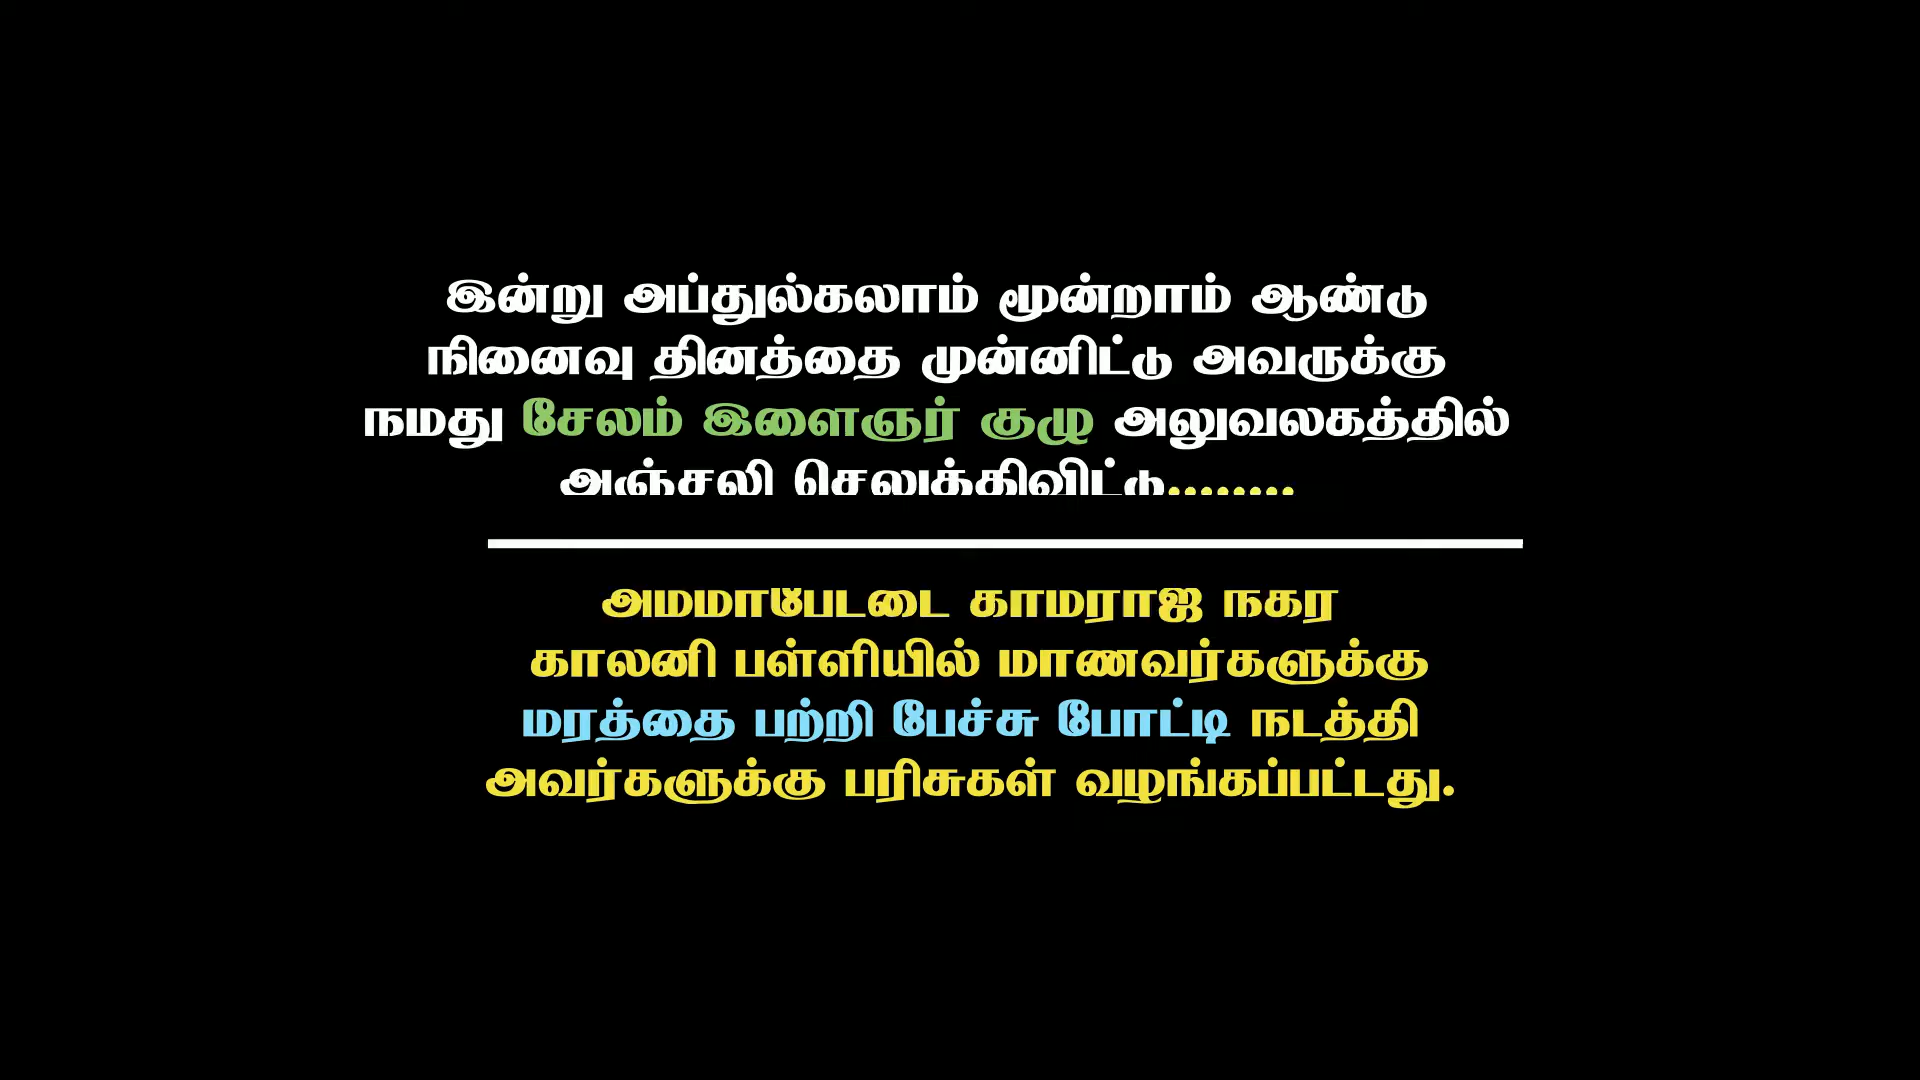 இன்று அப்துல்கலாம் மூன்றாம் ஆண்டு
நினைவு தினத்தை முன்னிட்டு அவருக்கு
நமது சேலம் இளைஞர் குழு அலுவலகத்தில்
அஞ்சலி செலுக்கிவிட்டு........
அம்மாபேட்டை காமராஜ் நகர்
காலனி பள்ளியில் மாணவர்களுக்கு
மரத்தை பற்றி பேச்சு போட்டி நடத்தி
அவர்களுக்கு பரிசுகள் வழங்கப்பட்டது.